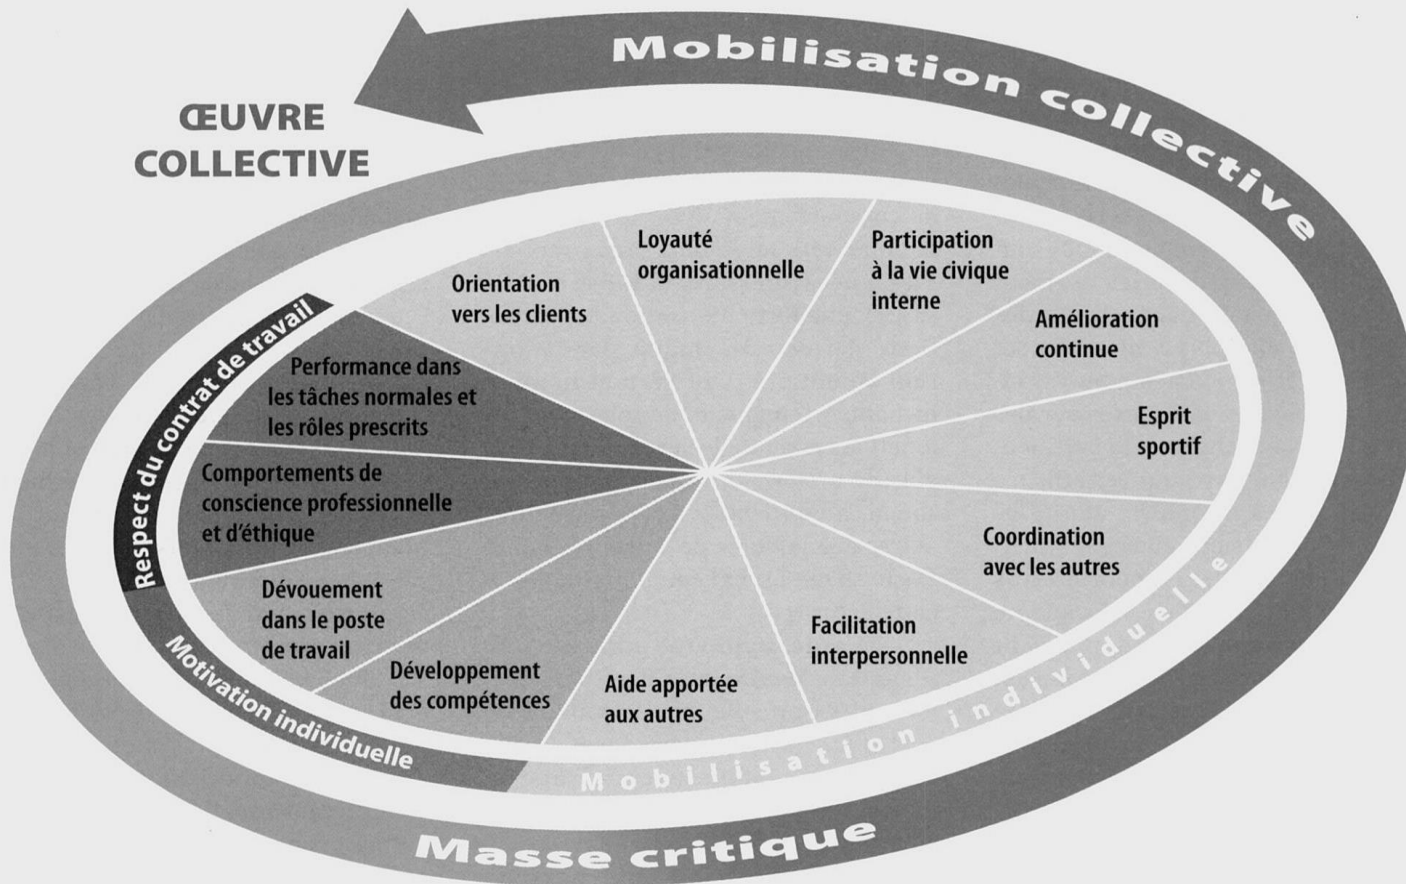 Mobilisation collective
ŒUVRE
COLLECTIVE
Loyauté
organisationnelle
Participation
à la vie civique
interne
Orientation
vers les clients
Amélioration
continue
Respect du contrat de travail
Performance dans
les tâches normales et
les rôles prescrits
Esprit
sportif
Comportements de
conscience professionnelle
et d'éthique
Coordination
avec les autres
Dévouement
dans le poste
de travail
Facilitation
interpersonnelle
Développement
des compétences
Aide apportée
aux autres
Motivation individuelle
Mobilisation individuelle
Masse critique